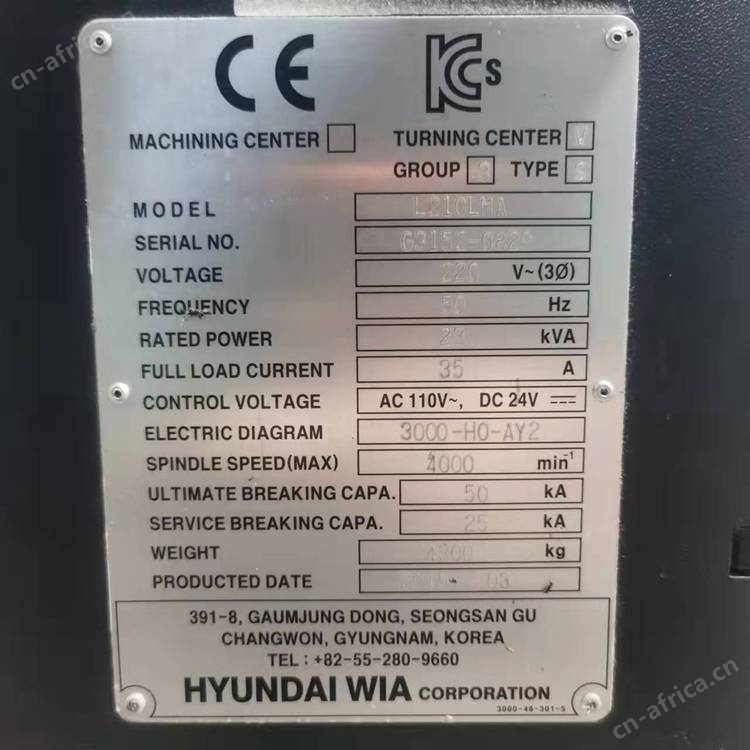 cn-africa.cn
CE KCs
MACHINING CENTER TURNING CENTER V
GROUP TYPE S
MODEL L210LMA
SERIAL NO.
VOLTAGE 220 V~(3Ø)
FREQUENCY 50 Hz
RATED POWER kVA
FULL LOAD CURRENT 35 A
CONTROL VOLTAGE AC 110V~, DC 24V
ELECTRIC DIAGRAM 3000-HO-AY2
SPINDLE SPEED(MAX) 4000 min⁻¹
ULTIMATE BREAKING CAPA. 50 kA
SERVICE BREAKING CAPA. 25 kA
WEIGHT kg
PRODUCTED DATE 03
391-8, GAUMJUNG DONG, SEONGSAN GU
CHANGWON, GYUNGNAM, KOREA
TEL : +82-55-280-9660
HYUNDAI WIA CORPORATION
3000-48-301-S
cn-africa.cn